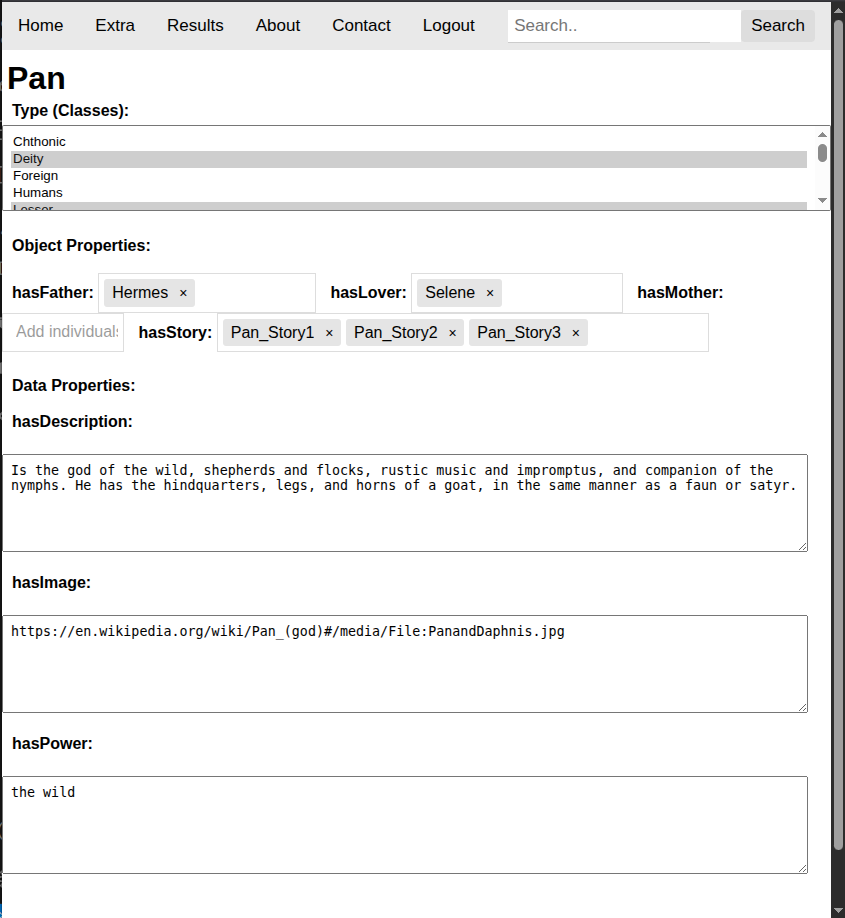 Home Extra Results About Contact Logout Search.. Search
Pan
Type (Classes):
Chthonic
Deity
Foreign
Humans
Lesser
Object Properties:
hasFather: Hermes × hasLover: Selene × hasMother:
Add individuals hasStory: Pan_Story1 × Pan_Story2 × Pan_Story3 ×
Data Properties:
hasDescription:
Is the god of the wild, shepherds and flocks, rustic music and impromptus, and companion of the
nymphs. He has the hindquarters, legs, and horns of a goat, in the same manner as a faun or satyr.
hasImage:
https://en.wikipedia.org/wiki/Pan_(god)#/media/File:PanandDaphnis.jpg
hasPower:
the wild